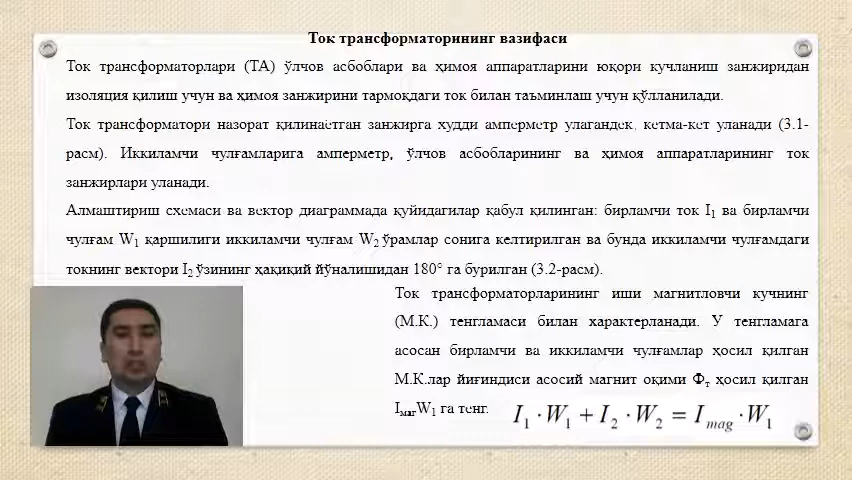 Ток трансформаторининг вазифаси
Ток трансформаторлари (ТА) ўлчов асбоблари ва ҳимоя аппаратларини юқори кучланиш занжиридан
изоляция қилиш учун ва ҳимоя занжирини тармоқдаги ток билан таъминлаш учун қўлланилади.
Ток трансформатори назорат қилинаётган занжирга худди амперметр улагандек, кетма-кет уланади (3.1-
расм). Иккиламчи чулғамларига амперметр, ўлчов асбобларининг ва ҳимоя аппаратларининг ток
занжирлари уланади.
Алмаштириш схемаси ва вектор диаграммада қуйидагилар қабул қилинган: бирламчи ток I₁ ва бирламчи
чулғам W₁ қаршилиги иккиламчи чулғам W₂ ўрамлар сонига келтирилган ва бунда иккиламчи чулғамдаги
токнинг вектори I₂ ўзининг ҳақиқий йўналишидан 180° га бурилган (3.2-расм).
Ток трансформаторларининг иши магнитловчи кучнинг
(М.К.) тенгламаси билан характерланади. У тенгламага
асосан бирламчи ва иккиламчи чулғамлар ҳосил қилган
М.К.лар йиғиндиси асосий магнит оқими Фт ҳосил қилган
IмагW₁ га тенг.
I₁ · W₁ + I₂ · W₂ = Imag · W₁